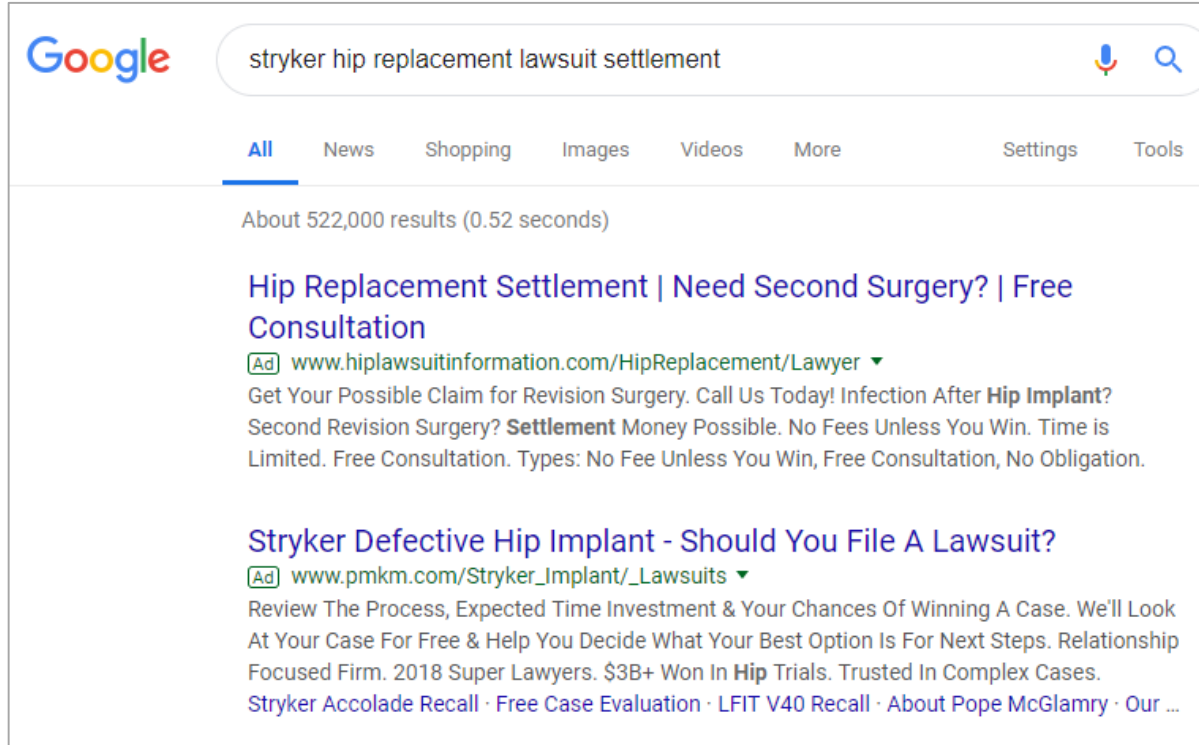 Google
stryker hip replacement lawsuit settlement
All News Shopping Images Videos More Settings Tools
About 522,000 results (0.52 seconds)
Hip Replacement Settlement | Need Second Surgery? | Free
Consultation
Ad www.hiplawsuitinformation.com/HipReplacement/Lawyer
Get Your Possible Claim for Revision Surgery. Call Us Today! Infection After Hip Implant?
Second Revision Surgery? Settlement Money Possible. No Fees Unless You Win. Time is
Limited. Free Consultation. Types: No Fee Unless You Win, Free Consultation, No Obligation.
Stryker Defective Hip Implant - Should You File A Lawsuit?
Ad www.pmkm.com/Stryker_Implant/_Lawsuits
Review The Process, Expected Time Investment & Your Chances Of Winning A Case. We'll Look
At Your Case For Free & Help You Decide What Your Best Option Is For Next Steps. Relationship
Focused Firm. 2018 Super Lawyers. $3B+ Won In Hip Trials. Trusted In Complex Cases.
Stryker Accolade Recall · Free Case Evaluation · LFIT V40 Recall · About Pope McGlamry · Our ...